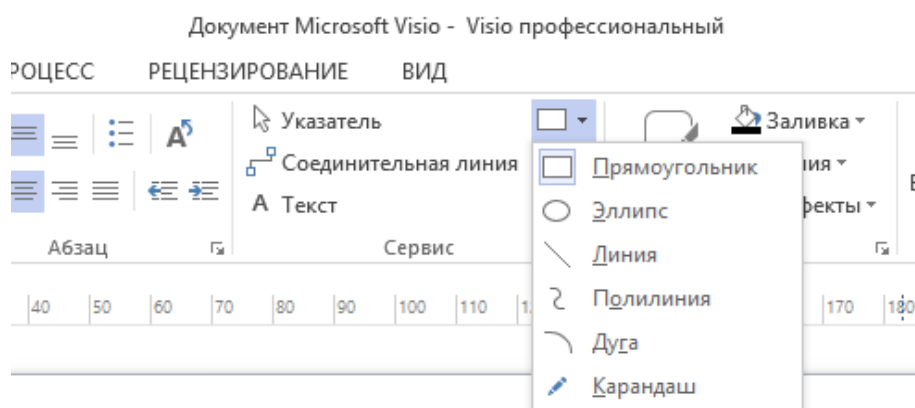 Документ Microsoft Visio - Visio профессиональный
РОЦЕСС РЕЦЕНЗИРОВАНИЕ ВИД
Указатель
Соединительная линия
А Текст
Заливка
ия
фекты
Абзац
Сервис
Прямоугольник
Эллипс
Линия
Полилиния
Дуга
Карандаш
40 50 60 70 80 90 100 110 170 180